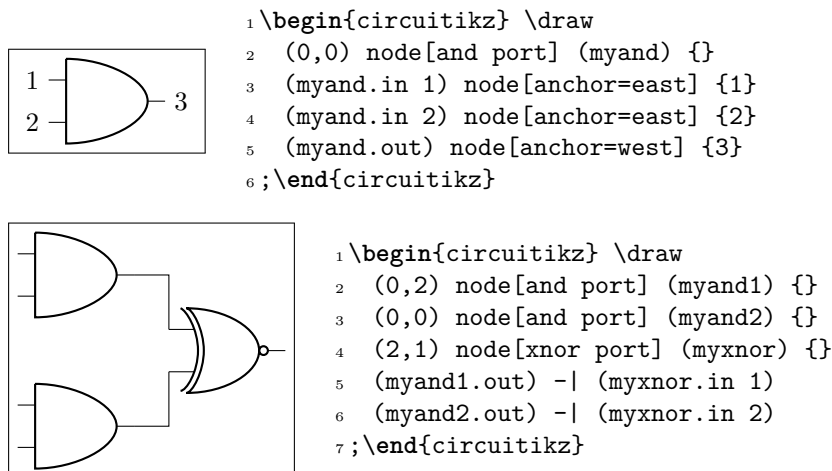 1 \begin{circuitikz} \draw
2 (0,0) node[and port] (myand) {}
3 (myand.in 1) node[anchor=east] {1}
4 (myand.in 2) node[anchor=east] {2}
5 (myand.out) node[anchor=west] {3}
6 ;\end{circuitikz}
1
2
3
1 \begin{circuitikz} \draw
2 (0,2) node[and port] (myand1) {}
3 (0,0) node[and port] (myand2) {}
4 (2,1) node[xnor port] (myxnor) {}
5 (myand1.out) -| (myxnor.in 1)
6 (myand2.out) -| (myxnor.in 2)
7 ;\end{circuitikz}